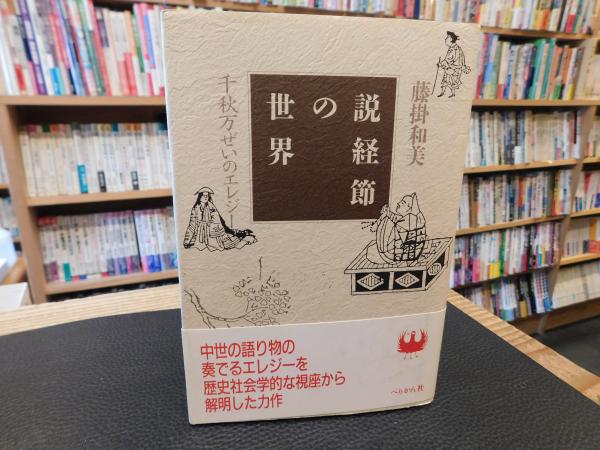 藤掛和美
説経節
の
世界
千秋万ぜいのエレジー
中世の語り物の
奏でるエレジーを
歴史社会学的な視座から
解明した力作
ぺりかん社